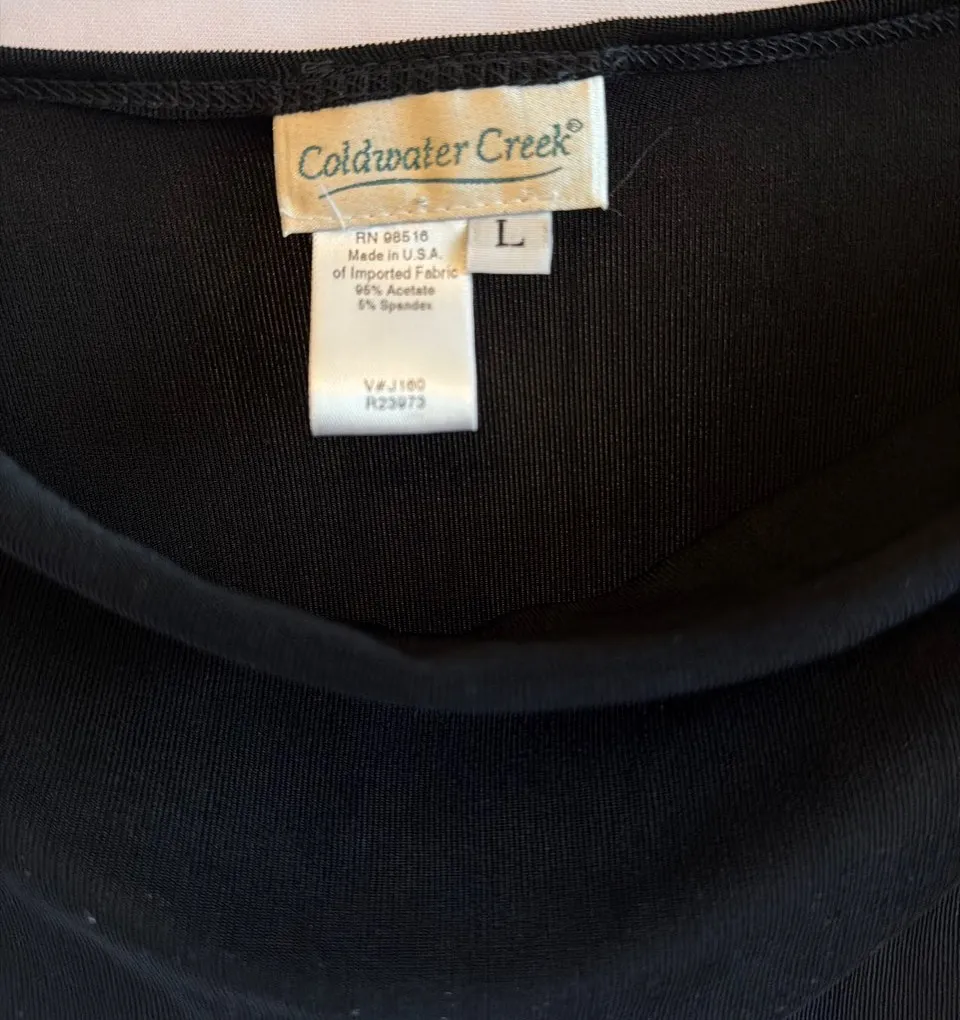 Coldwater Creek®
L
RN 98516
Made in U.S.A.
of Imported Fabric
95% Acetate
5% Spandex
V#J160
R23973